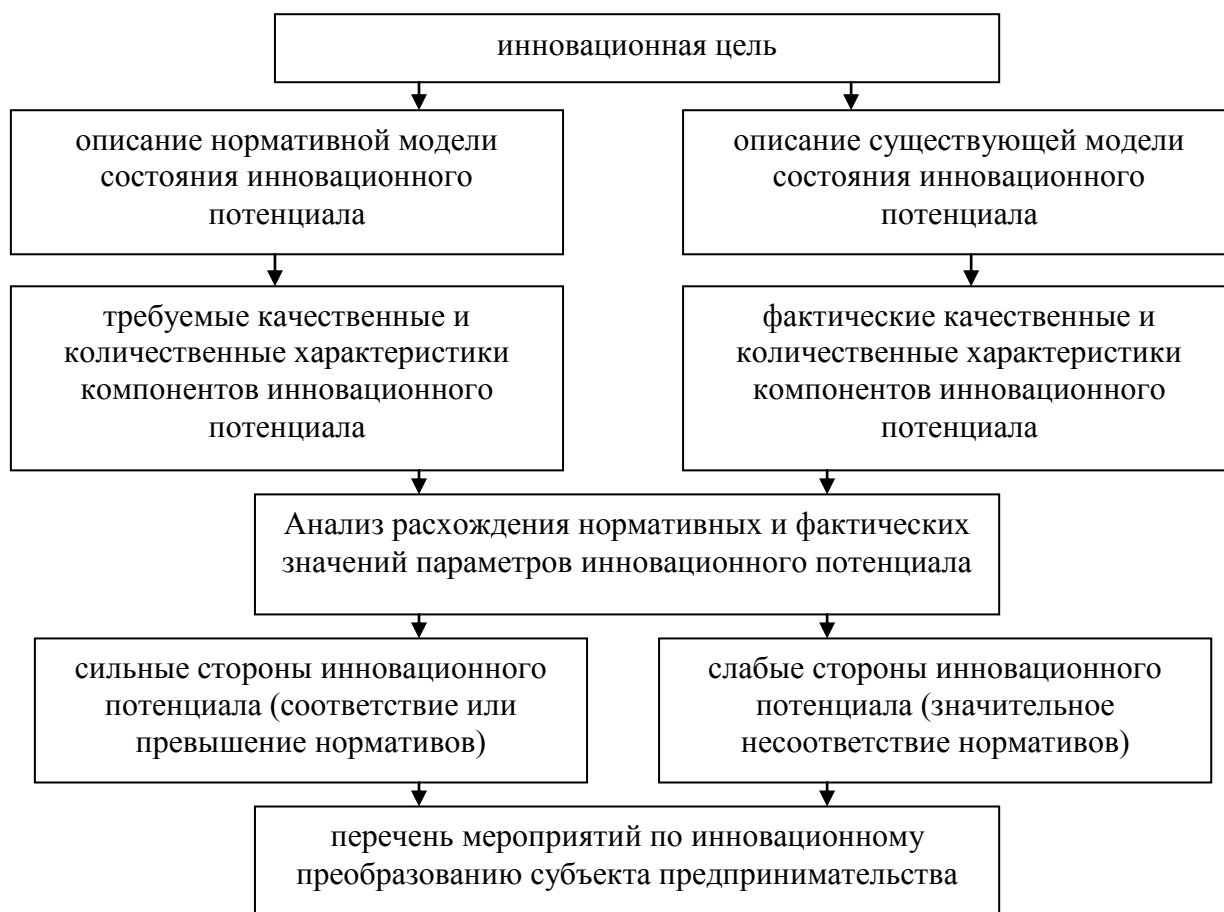 инновационная цель
описание нормативной модели
состояния инновационного
потенциала
описание существующей модели
состояния инновационного
потенциала
требуемые качественные и
количественные характеристики
компонентов инновационного
потенциала
фактические качественные и
количественные характеристики
компонентов инновационного
потенциала
Анализ расхождения нормативных и фактических
значений параметров инновационного потенциала
сильные стороны инновационного
потенциала (соответствие или
превышение нормативов)
слабые стороны инновационного
потенциала (значительное
несоответствие нормативов)
перечень мероприятий по инновационному
преобразованию субъекта предпринимательства